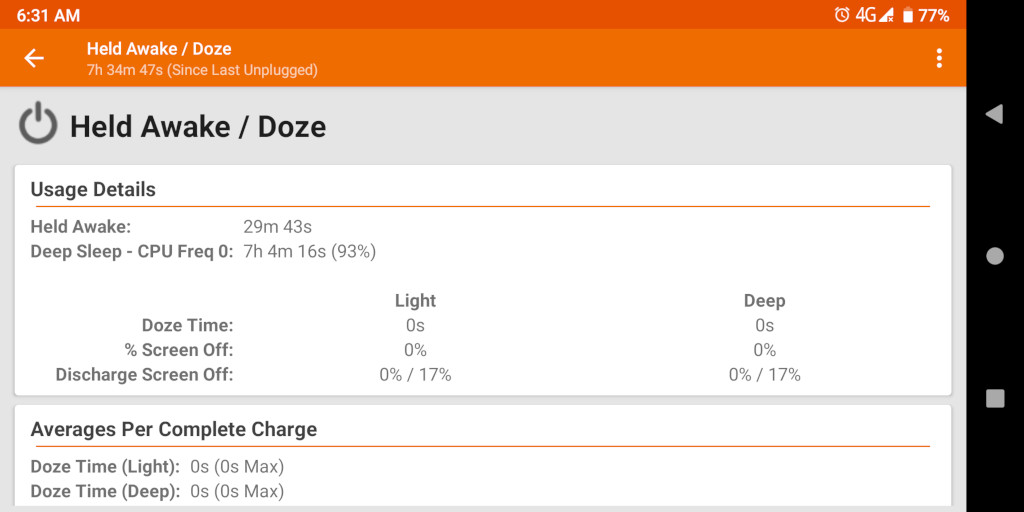 6:31 AM 4G 77%
Held Awake / Doze
7h 34m 47s (Since Last Unplugged)
Held Awake / Doze
Usage Details
Held Awake: 29m 43s
Deep Sleep - CPU Freq 0: 7h 4m 16s (93%)
Light Deep
Doze Time: 0s 0s
% Screen Off: 0% 0%
Discharge Screen Off: 0% / 17% 0% / 17%
Averages Per Complete Charge
Doze Time (Light): 0s (0s Max)
Doze Time (Deep): 0s (0s Max)